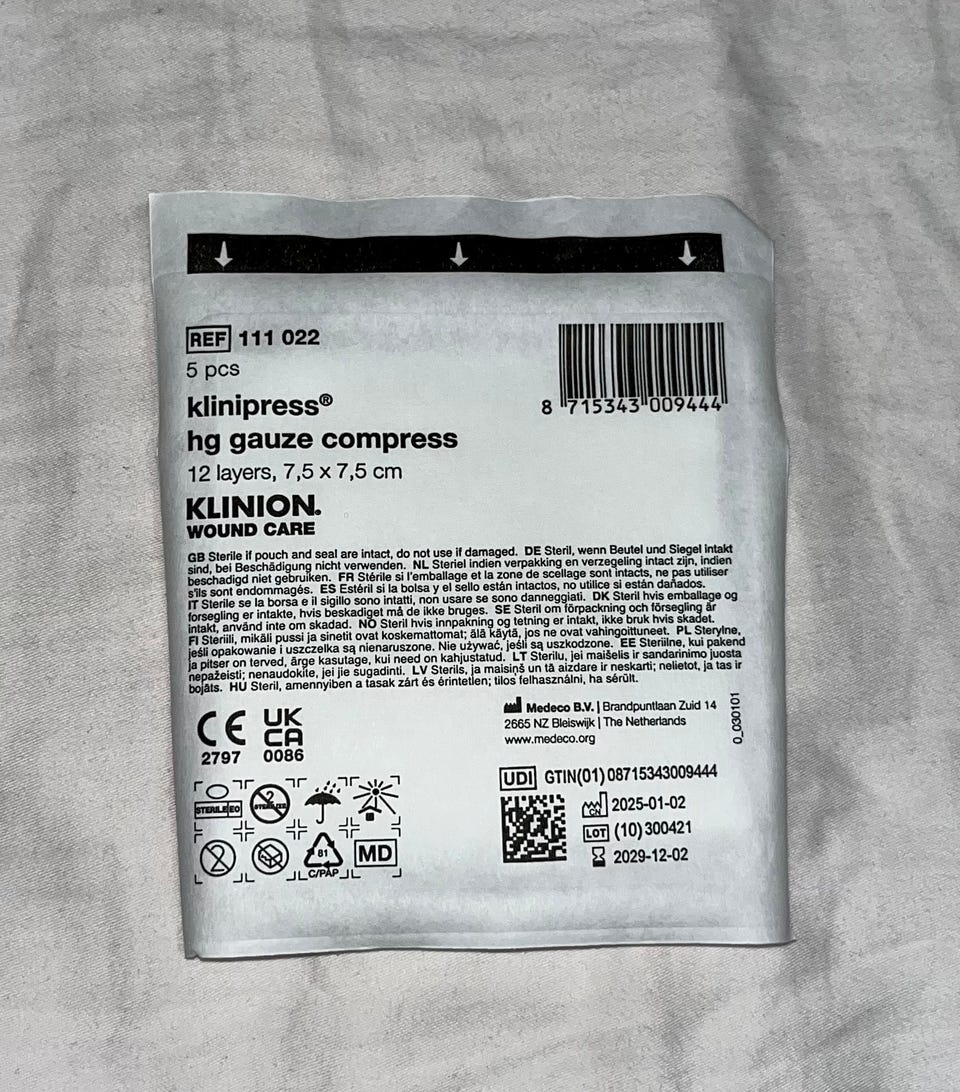 REF 111 022
5 pcs
klinipress®
hg gauze compress
12 layers, 7,5 x 7,5 cm
KLINION.
WOUND CARE
8 715343 009444
GB Sterile if pouch and seal are intact, do not use if damaged. DE Steril, wenn Beutel und Siegel intakt
sind, bei Beschädigung nicht verwenden. NL Steriel indien verpakking en verzegeling intact zijn, indien
beschadigd niet gebruiken. FR Stérile si l'emballage et la zone de scellage sont intacts, ne pas utiliser
s'ils sont endommagés. ES Estéril si la bolsa y el sello están intactos, no utilice si están dañados.
IT Sterile se la borsa e il sigillo sono intatti, non usare se sono danneggiati. DK Steril hvis emballage og
forsegling er intakte, hvis beskadiget må de ikke bruges. SE Steril om förpackning och försegling är
intakt, använd inte om skadad. NO Steril hvis innpakning og tetning er intakt, ikke bruk hvis skadet.
FI Steriili, mikäli pussi ja sinetit ovat koskemattomat; älä käytä, jos ne ovat vahingoittuneet. PL Sterylne,
jeśli opakowanie i uszczelka są nienaruszone. Nie używać, jeśli są uszkodzone. EE Steriilne, kui pakend
ja pitser on terved, ärge kasutage, kui need on kahjustatud. LT Sterilu, jei maišelis ir sandarinimo juosta
nepažeisti; nenaudokite, jei jie sugadinti. LV Sterils, ja maisiņš un tā aizdare ir neskarti; nelietot, ja tas ir
bojāts. HU Steril, amennyiben a tasak zárt és érintetlen; tilos felhasználni, ha sérült.
CE
2797
UK
CA
0086
Medeco B.V. | Brandpuntlaan Zuid 14
2665 NZ Bleiswijk | The Netherlands
www.medeco.org
0_030101
STERILE EO
2 STERILIZE
2
81
C/PAP
MD
UDI GTIN(01) 08715343009444
CN 2025-01-02
LOT (10) 300421
2029-12-02